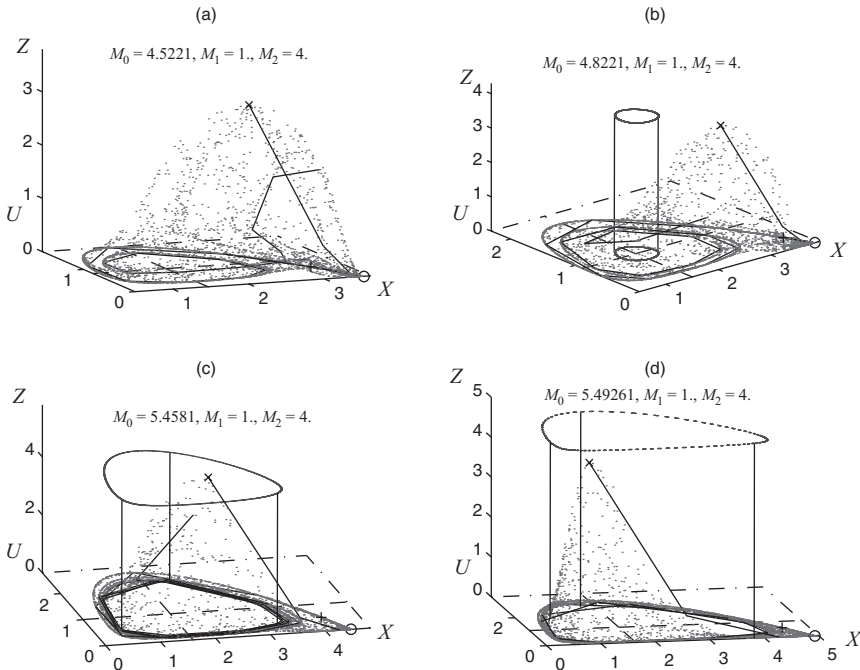 (a)
M₀ = 4.5221, M₁ = 1., M₂ = 4.
Z
3
2
1
U
0
1
0
1
2
3
X
(b)
M₀ = 4.8221, M₁ = 1., M₂ = 4.
Z
4
3
2
1
U
0
2
1
0
1
2
3
X
(c)
M₀ = 5.4581, M₁ = 1., M₂ = 4.
Z
4
2
0
U
2
1
0
0
1
2
3
4
X
(d)
M₀ = 5.49261, M₁ = 1., M₂ = 4.
Z
5
4
3
2
1
U
0
2
1
0
0
1
2
3
4
5
X